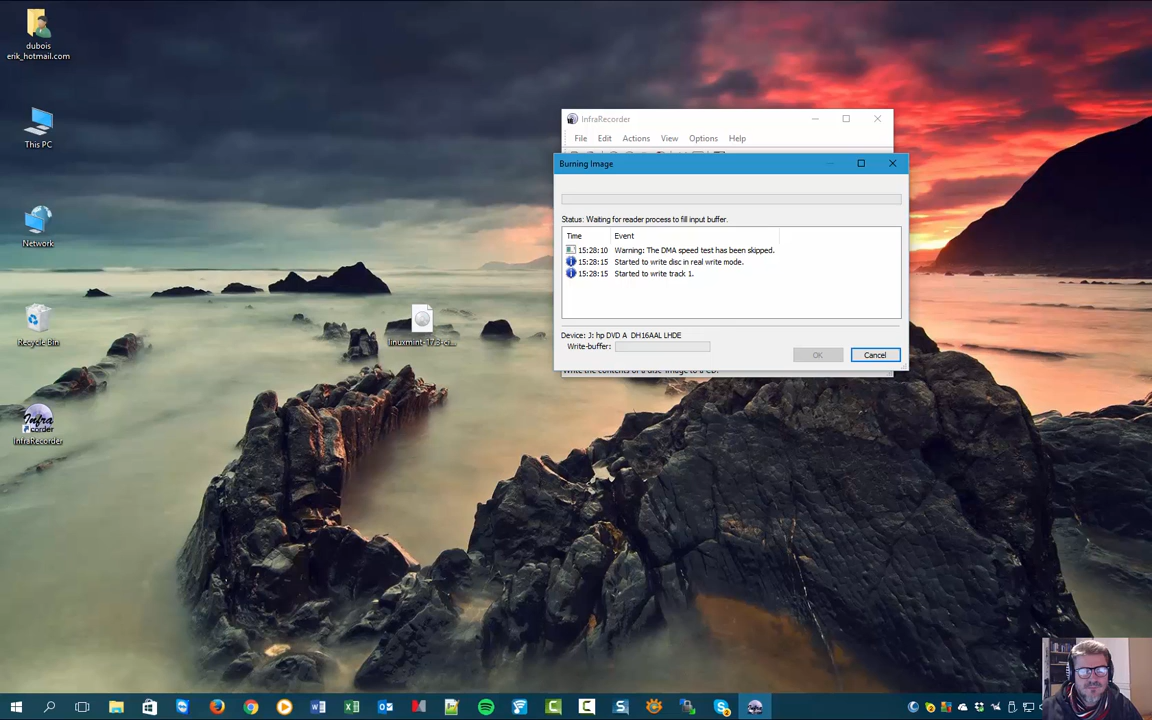 dubois
erik_hotmail.com
This PC
Network
Recycle Bin
Infra
corder
InfraRecorder
linuxmint-17.3-ci...
InfraRecorder
File Edit Actions View Options Help
Burning Image
Status: Waiting for reader process to fill input buffer.
Time Event
15:28:10 Warning: The DMA speed test has been skipped.
15:28:15 Started to write disc in real write mode.
15:28:15 Started to write track 1.
Device: J: hp DVD A DH16AAL LHDE
Write-buffer:
OK Cancel
Write the contents of a disc image to a CD.